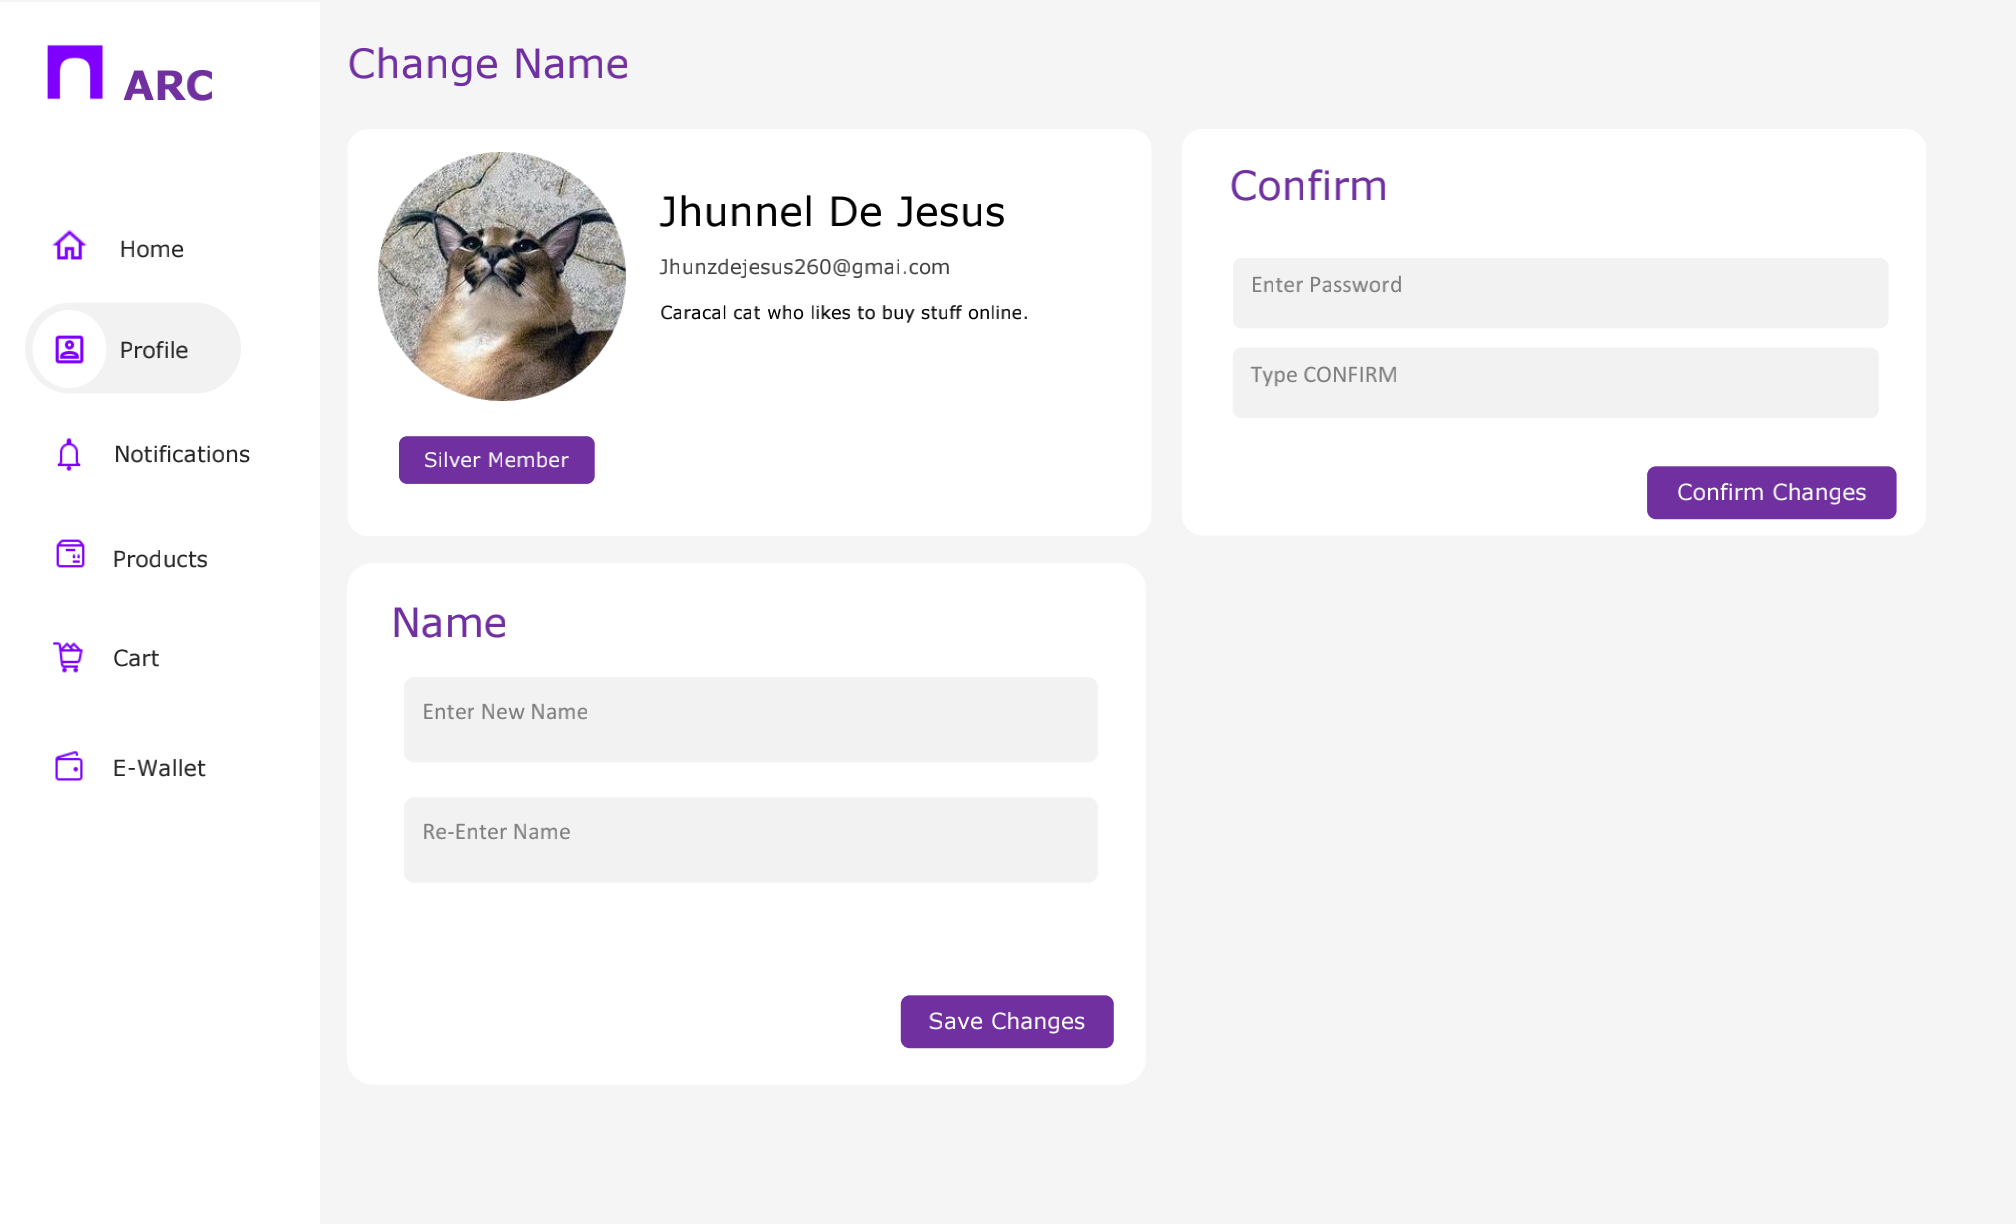 ARC
Home
Profile
Notifications
Products
Cart
E-Wallet
Change Name
Jhunnel De Jesus
Jhunzdejesus260@gmai.com
Caracal cat who likes to buy stuff online.
Silver Member
Confirm
Enter Password
Type CONFIRM
Confirm Changes
Name
Enter New Name
Re-Enter Name
Save Changes